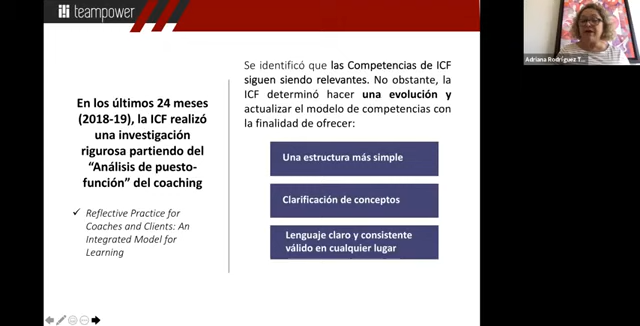 teampower
En los últimos 24 meses
(2018-19), la ICF realizó
una investigación
rigurosa partiendo del
“Análisis de puesto-
función” del coaching
✓ Reflective Practice for
Coaches and Clients: An
Integrated Model for
Learning
Se identificó que las Competencias de ICF
siguen siendo relevantes. No obstante, la
ICF determinó hacer una evolución y
actualizar el modelo de competencias con
la finalidad de ofrecer:
Una estructura más simple
Clarificación de conceptos
Lenguaje claro y consistente
válido en cualquier lugar
Adriana Rodríguez T...